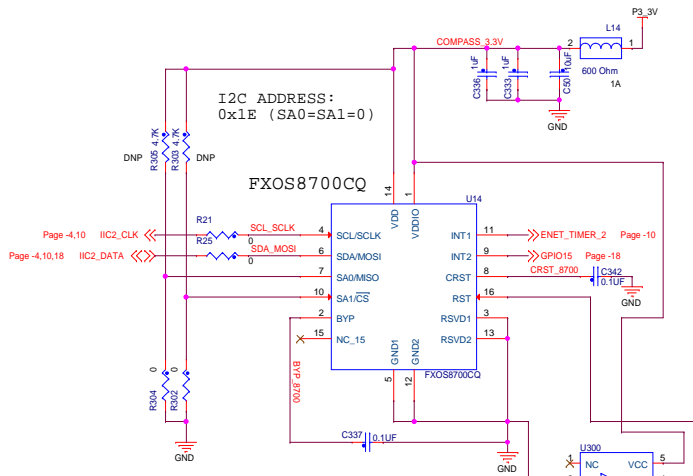 P3_3V
L14
COMPASS_3.3V
2
1
600 Ohm
1A
C336 1uF
C333 1uF
C50 10uF
GND
I2C ADDRESS:
0x1E (SA0=SA1=0)
R305 4.7K
R303 4.7K
DNP
DNP
FXOS8700CQ
14
1
U14
VDD
VDDIO
Page -4,10 IIC2_CLK
R21
0
SCL_SCLK
4
SCL/SCLK
INT1
11
ENET_TIMER_2 Page -10
Page -4,10,18 IIC2_DATA
R25
0
SDA_MOSI
6
SDA/MOSI
INT2
9
GPIO15 Page -18
7
SA0/MISO
CRST
8
CRST_8700
C342
0.1UF
GND
10
SA1/CS
RST
16
2
BYP
RSVD1
3
15
NC_15
RSVD2
13
GND1
GND2
5
12
FXOS8700CQ
BYP_8700
R304 0
R302 0
GND
C337
0.1UF
GND
U300
1
NC
VCC
5